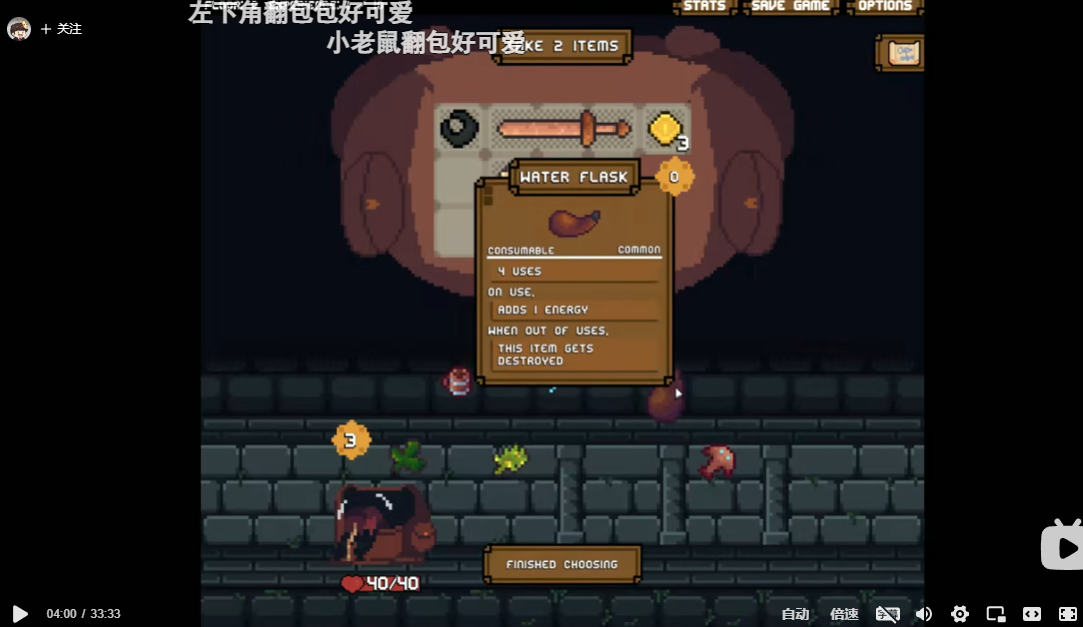 左下角翻包包好可爱
STATS
SAVE GAME
OPTIONS
+ 关注
小老鼠翻包好可爱
KE 2 ITEMS
3
WATER FLASK
0
CONSUMABLE
COMMON
4 USES
ON USE,
ADDS 1 ENERGY
WHEN OUT OF USES,
THIS ITEM GETS
DESTROYED
3
FINISHED CHOOSING
40/40
04:00 / 33:33
自动
倍速